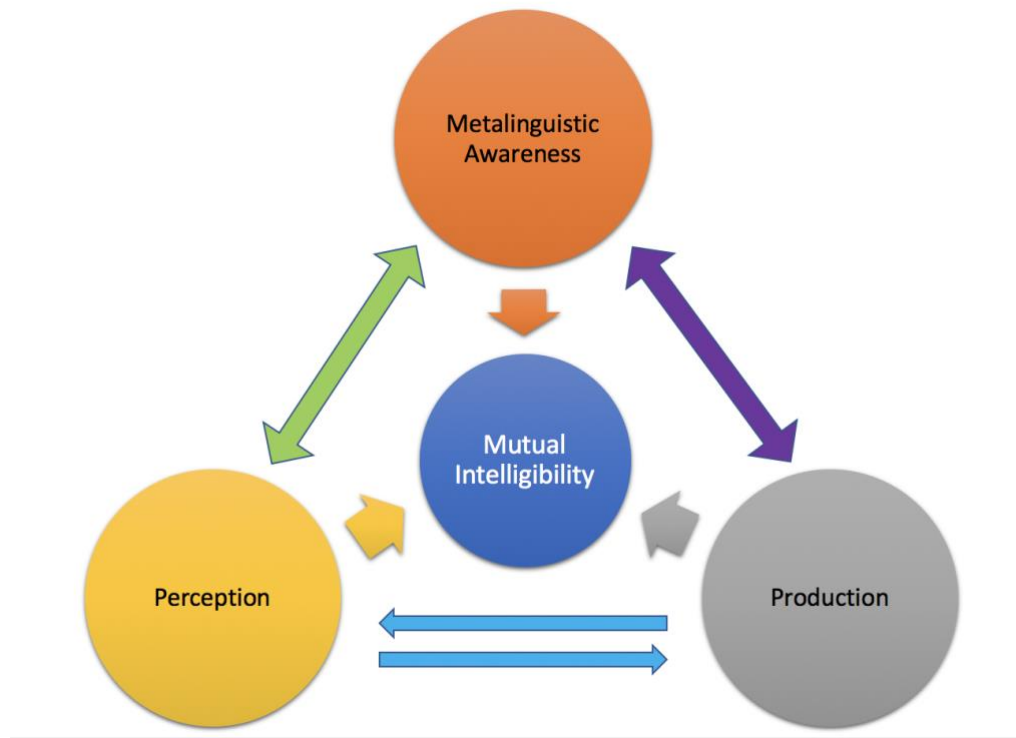 Metalinguistic
Awareness
Mutual
Intelligibility
Perception
Production